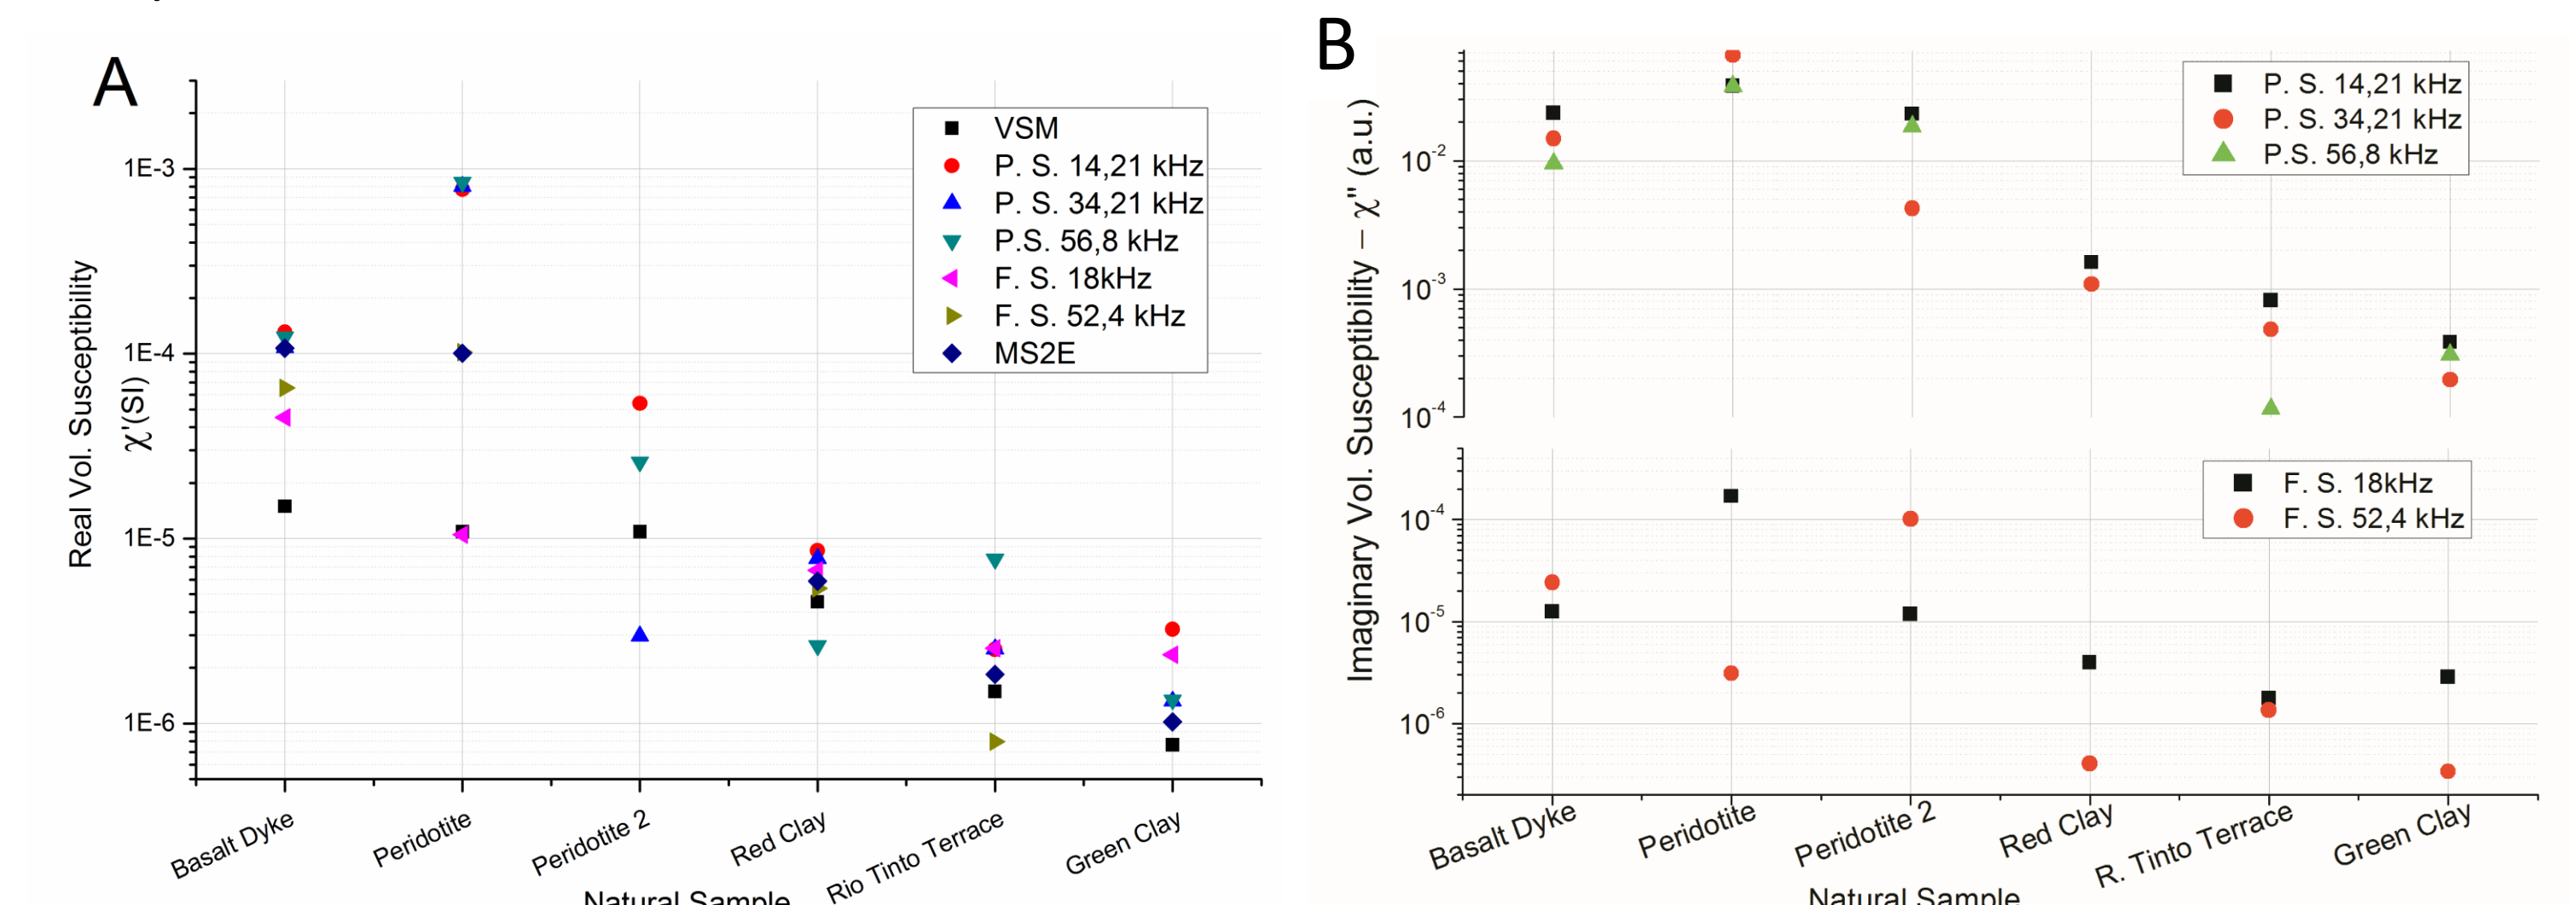 A
1E-3
1E-4
1E-5
1E-6
Real Vol. Susceptibility
χ'(SI)
VSM
P. S. 14,21 kHz
P. S. 34,21 kHz
P.S. 56,8 kHz
F. S. 18kHz
F. S. 52,4 kHz
MS2E
Basalt Dyke
Peridotite
Peridotite 2
Red Clay
Rio Tinto Terrace
Green Clay
Natural Sample
B
Imaginary Vol. Susceptibility – χ'' (a.u.)
10⁻²
10⁻³
10⁻⁴
P. S. 14,21 kHz
P. S. 34,21 kHz
P.S. 56,8 kHz
10⁻⁴
10⁻⁵
10⁻⁶
F. S. 18kHz
F. S. 52,4 kHz
Basalt Dyke
Peridotite
Peridotite 2
Red Clay
R. Tinto Terrace
Green Clay
Natural Sample